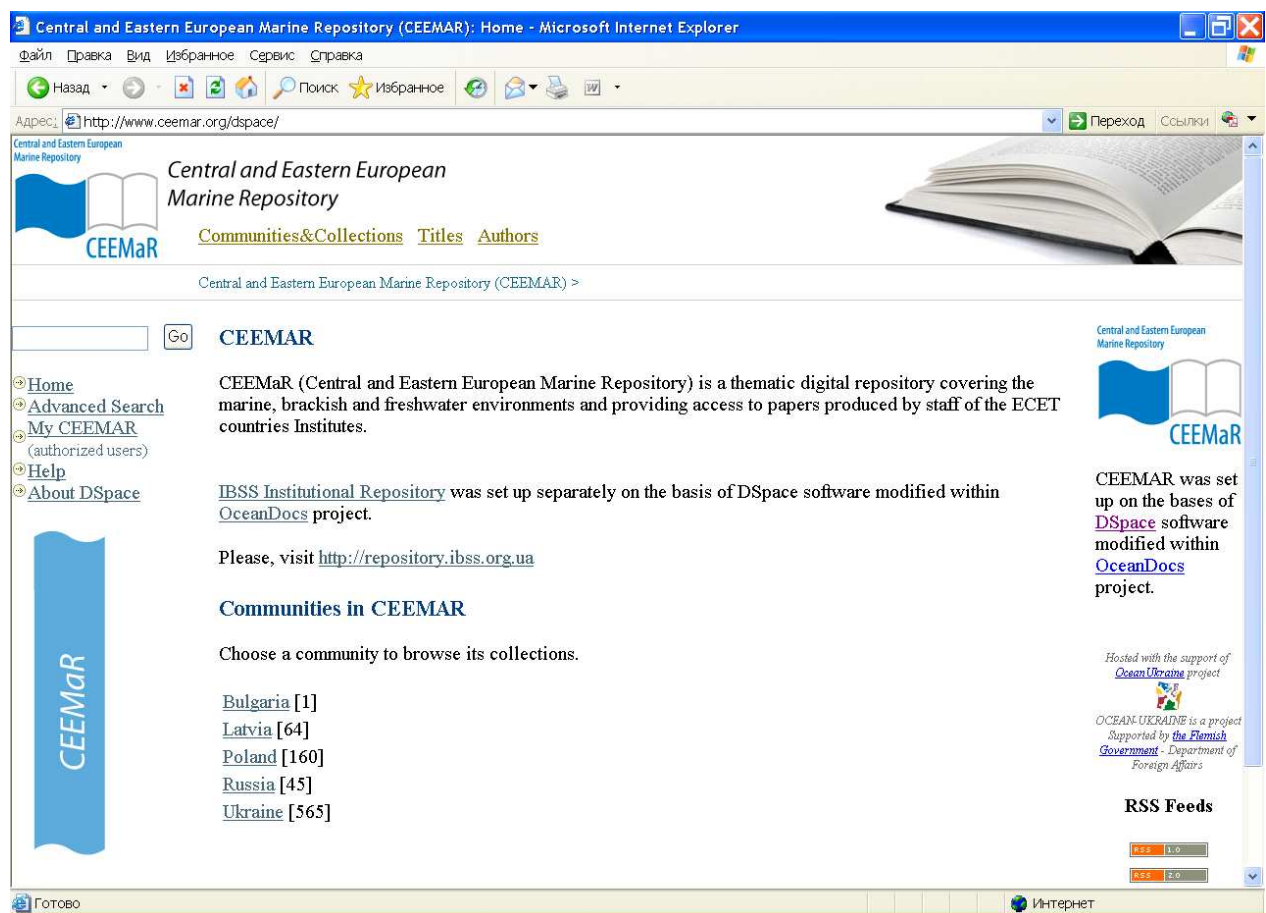 Central and Eastern European Marine Repository (CEEMAR): Home - Microsoft Internet Explorer
Файл Правка Вид Избранное Сервис Справка
Назад Поиск Избранное
Адрес: http://www.ceemar.org/dspace/ Переход Ссылки
Central and Eastern European
Marine Repository
CEEMaR
Central and Eastern European
Marine Repository
Communities&Collections Titles Authors
Central and Eastern European Marine Repository (CEEMAR) >
Go
Home
Advanced Search
My CEEMAR
(authorized users)
Help
About DSpace
CEEMaR
CEEMAR
CEEMaR (Central and Eastern European Marine Repository) is a thematic digital repository covering the
marine, brackish and freshwater environments and providing access to papers produced by staff of the ECET
countries Institutes.
IBSS Institutional Repository was set up separately on the basis of DSpace software modified within
OceanDocs project.
Please, visit http://repository.ibss.org.ua
Communities in CEEMAR
Choose a community to browse its collections.
Bulgaria [1]
Latvia [64]
Poland [160]
Russia [45]
Ukraine [565]
Central and Eastern European
Marine Repository
CEEMaR
CEEMAR was set
up on the bases of
DSpace software
modified within
OceanDocs
project.
Hosted with the support of
OceanUkraine project
OCEAN-UKRAINE is a project
Supported by the Flemish
Government - Department of
Foreign Affairs
RSS Feeds
RSS 1.0
RSS 2.0
Готово Интернет